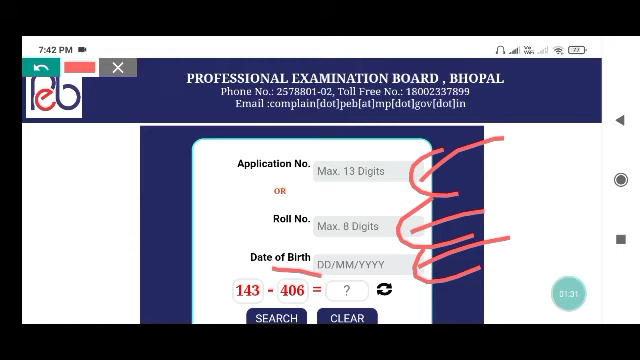 7:42 PM
Peb
PROFESSIONAL EXAMINATION BOARD , BHOPAL
Phone No.: 2578801-02, Toll Free No.: 18002337899
Email :complain[dot]peb[at]mp[dot]gov[dot]in
Application No. Max. 13 Digits
OR
Roll No. Max. 8 Digits
Date of Birth DD/MM/YYYY
143 - 406 = ?
SEARCH CLEAR
01:31